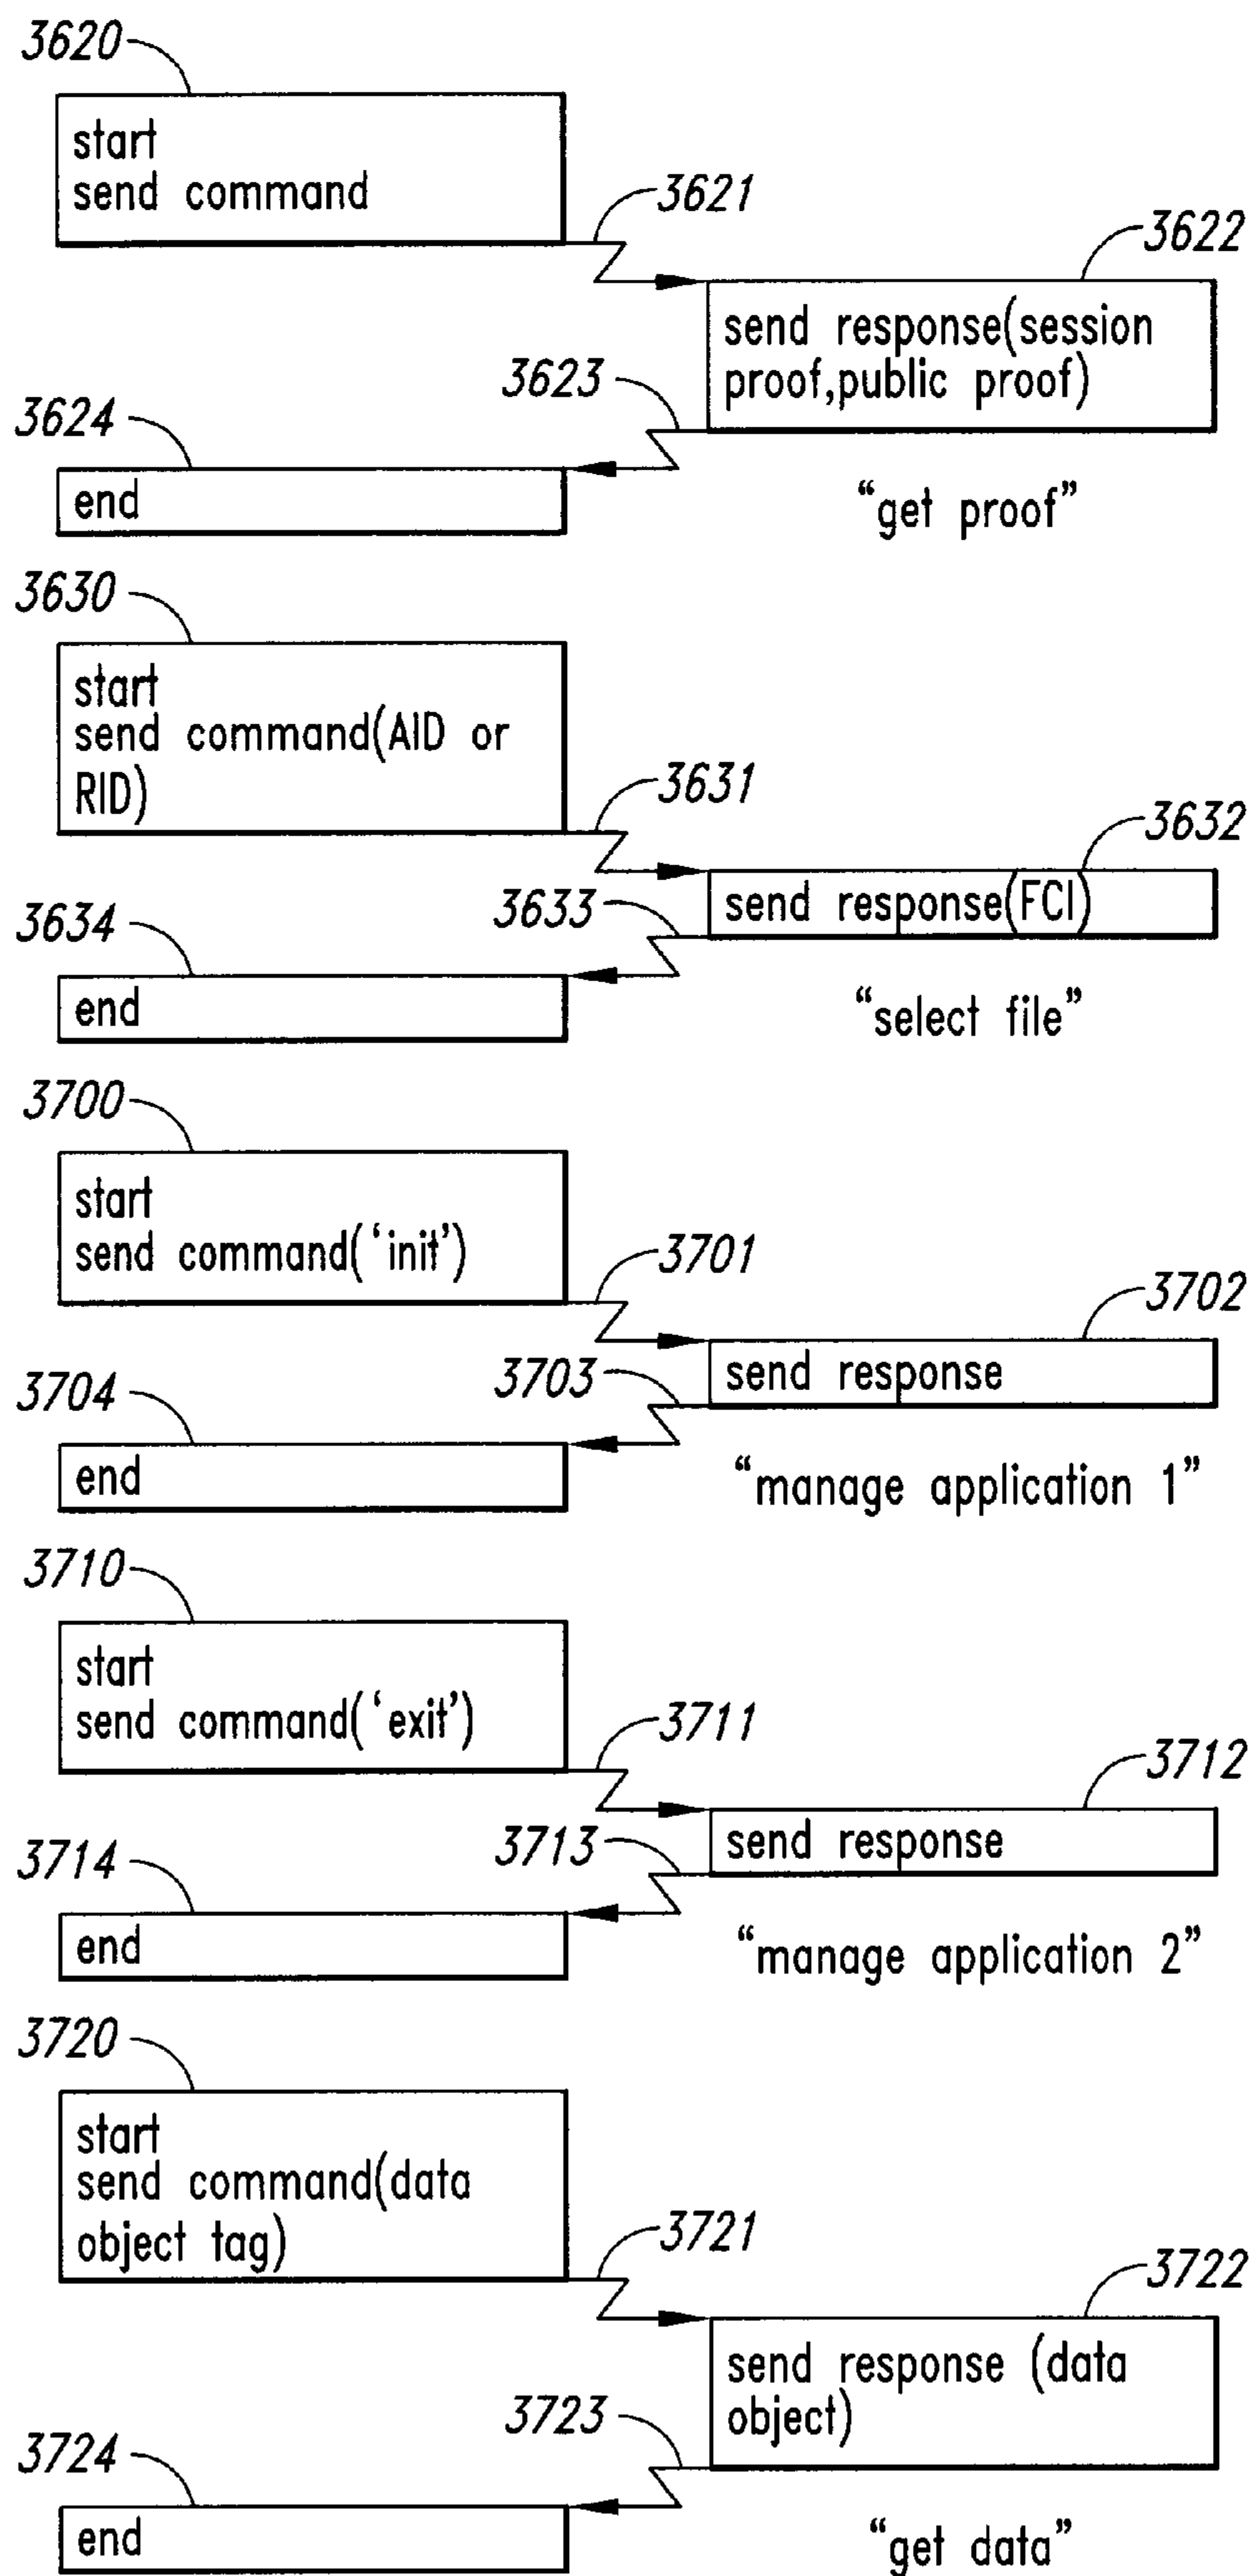 3620
start
send command
3621
3622
send response(session
proof,public proof)
3623
3624
end
“get proof”
3630
start
send command(AID or
RID)
3631
3632
send response(FCI)
3633
3634
end
“select file”
3700
start
send command(‘init’)
3701
3702
send response
3703
3704
end
“manage application 1”
3710
start
send command(‘exit’)
3711
3712
send response
3713
3714
end
“manage application 2”
3720
start
send command(data
object tag)
3721
3722
send response (data
object)
3723
3724
end
“get data”